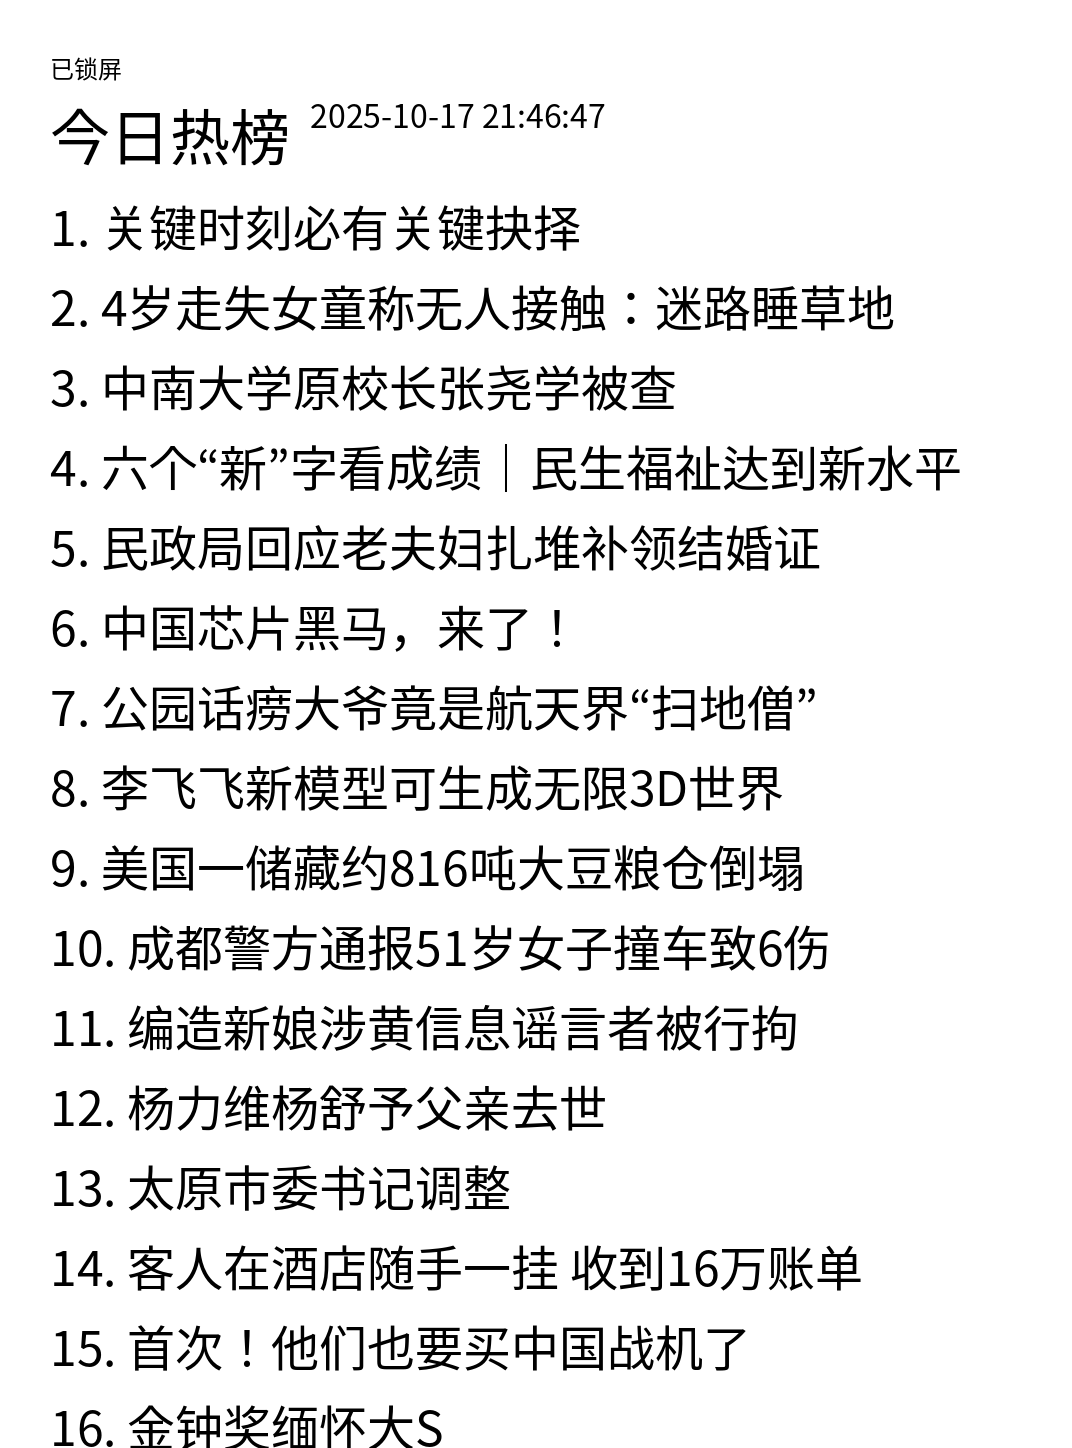 已锁屏
今日热榜 2025-10-17 21:46:47
1. 关键时刻必有关键抉择
2. 4岁走失女童称无人接触：迷路睡草地
3. 中南大学原校长张尧学被查
4. 六个“新”字看成绩｜民生福祉达到新水平
5. 民政局回应老夫妇扎堆补领结婚证
6. 中国芯片黑马，来了！
7. 公园话痨大爷竟是航天界“扫地僧”
8. 李飞飞新模型可生成无限3D世界
9. 美国一储藏约816吨大豆粮仓倒塌
10. 成都警方通报51岁女子撞车致6伤
11. 编造新娘涉黄信息谣言者被行拘
12. 杨力维杨舒予父亲去世
13. 太原市委书记调整
14. 客人在酒店随手一挂 收到16万账单
15. 首次！他们也要买中国战机了
16. 金钟奖缅怀大S